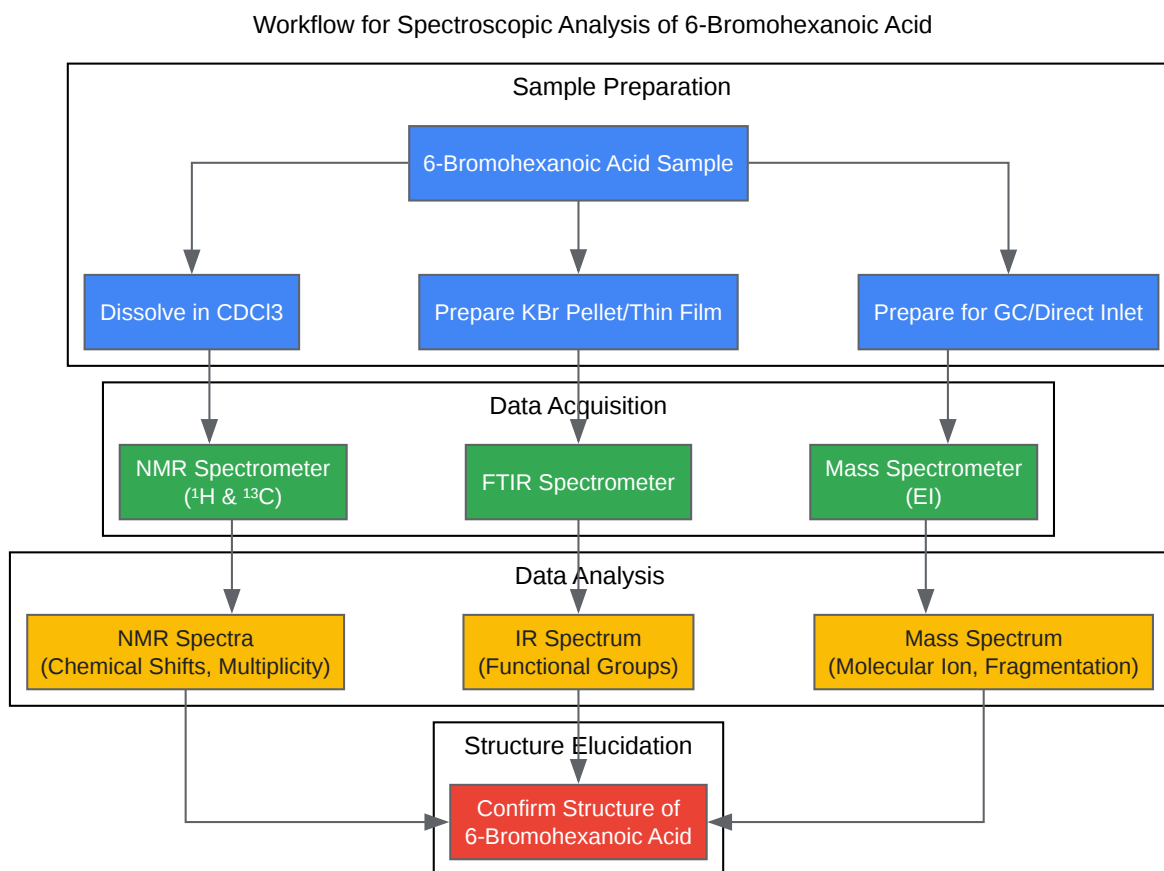 Workflow for Spectroscopic Analysis of 6-Bromohexanoic Acid
Sample Preparation
6-Bromohexanoic Acid Sample
Dissolve in CDCl3
Prepare KBr Pellet/Thin Film
Prepare for GC/Direct Inlet
Data Acquisition
NMR Spectrometer
(¹H & ¹³C)
FTIR Spectrometer
Mass Spectrometer
(EI)
Data Analysis
NMR Spectra
(Chemical Shifts, Multiplicity)
IR Spectrum
(Functional Groups)
Mass Spectrum
(Molecular Ion, Fragmentation)
Structure Elucidation
Confirm Structure of
6-Bromohexanoic Acid